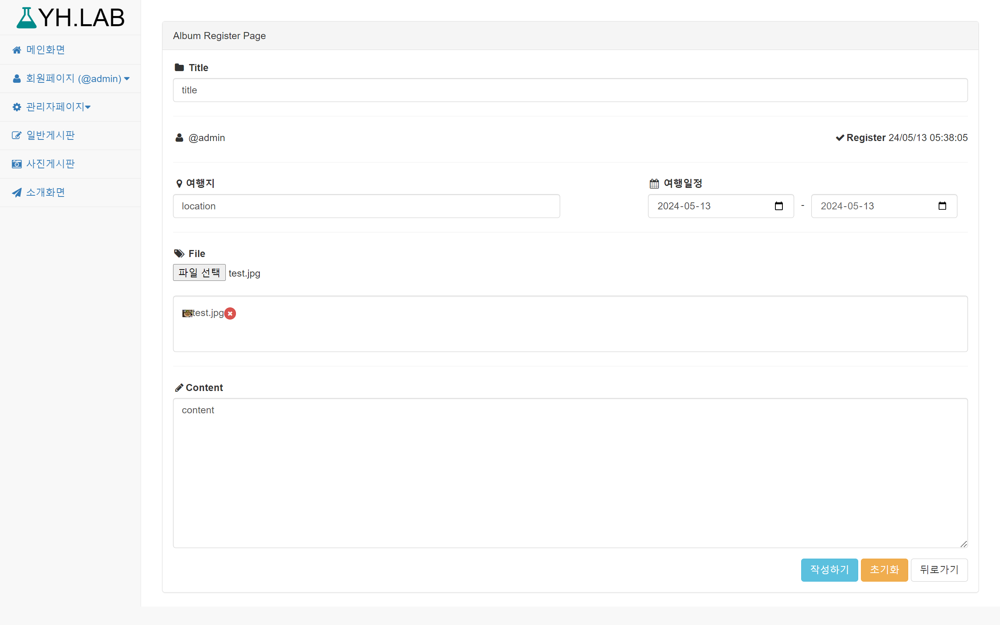 YH.LAB
메인화면
회원페이지 (@admin)
관리자페이지
일반게시판
사진게시판
소개화면
Album Register Page
Title
title
@admin
Register 24/05/13 05:38:05
여행지
여행일정
location
2024-05-13 - 2024-05-13
File
파일 선택 test.jpg
test.jpg
Content
content
작성하기 초기화 뒤로가기